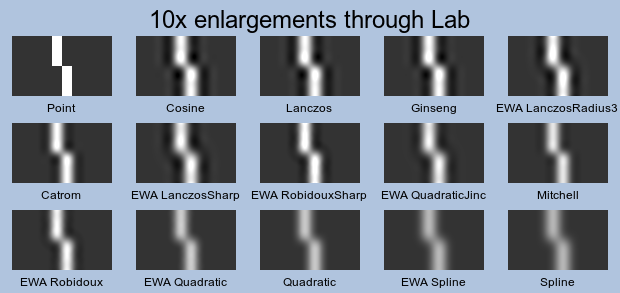 10x enlargements through Lab
Point Cosine Lanczos Ginseng EWA LanczosRadius3
Catrom EWA LanczosSharp EWA RobidouxSharp EWA QuadraticJinc Mitchell
EWA Robidoux EWA Quadratic Quadratic EWA Spline Spline